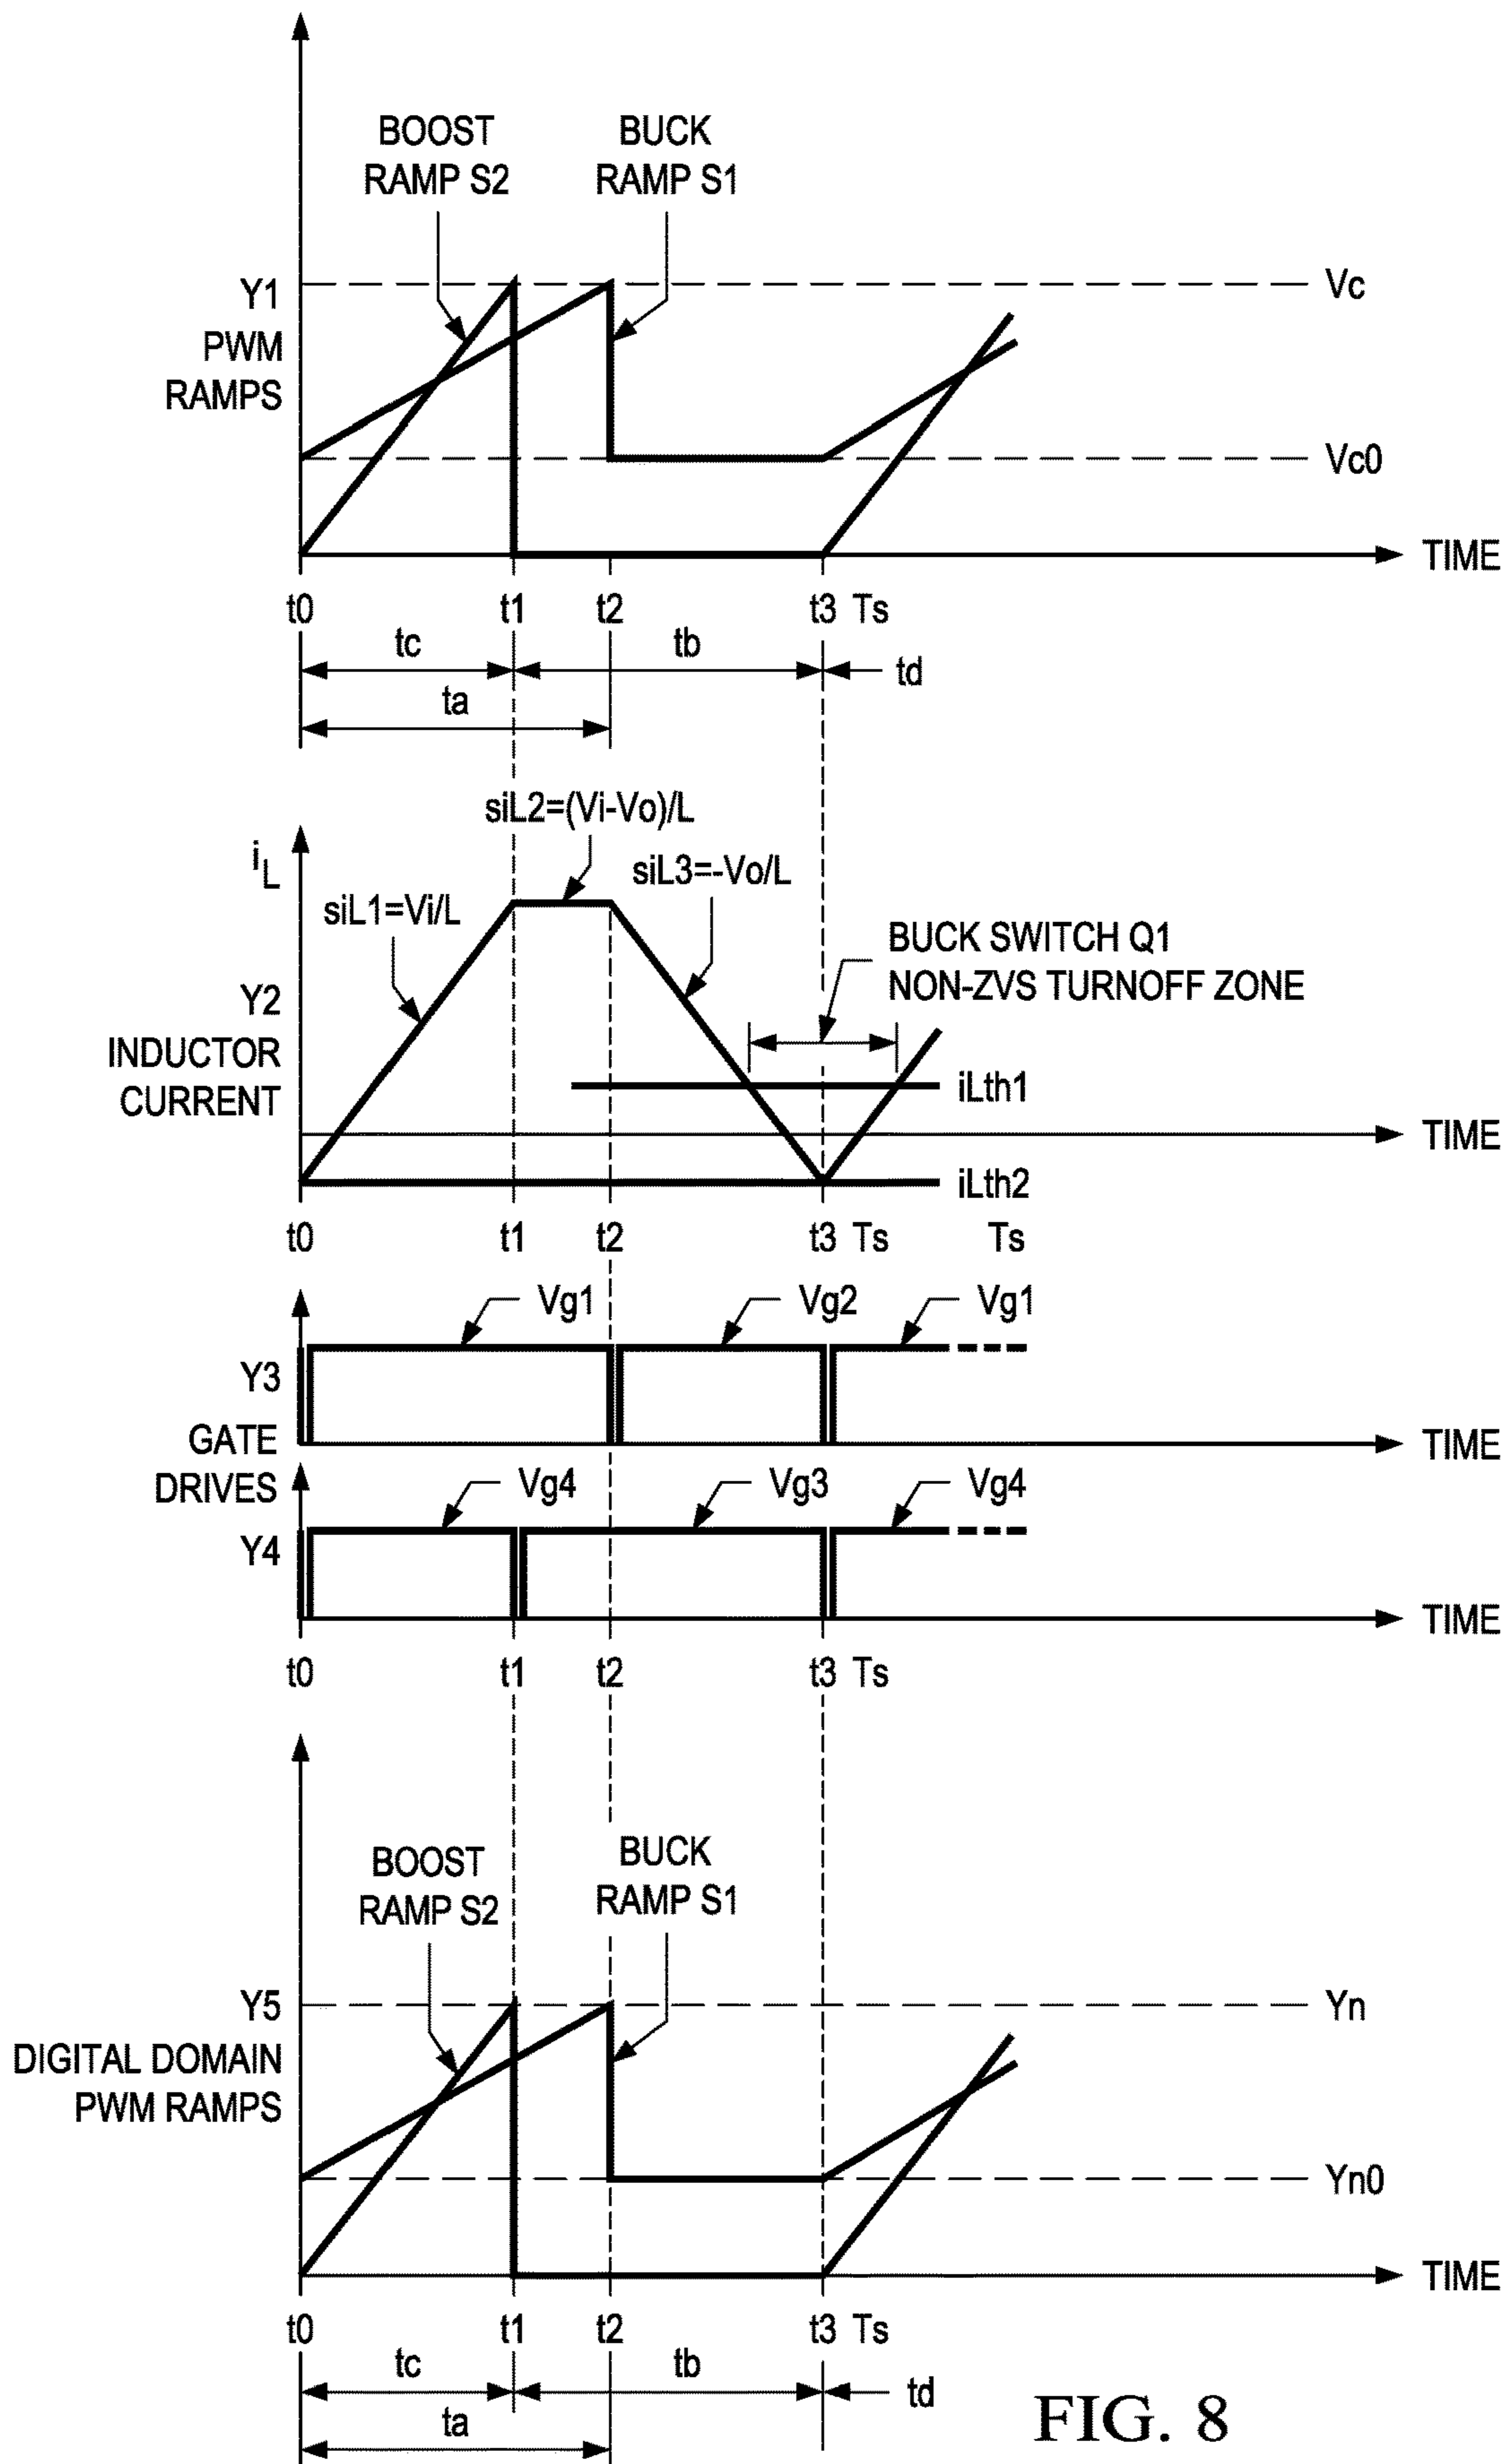 BOOST
RAMP S2
BUCK
RAMP S1
Y1
PWM
RAMPS
Vc
Vc0
TIME
t0 t1 t2 t3 Ts
tc tb td
ta
siL2=(Vi-Vo)/L
iL
siL1=Vi/L
siL3=-Vo/L
BUCK SWITCH Q1
NON-ZVS TURNOFF ZONE
Y2
INDUCTOR
CURRENT
iLth1
TIME
iLth2
t0 t1 t2 t3 Ts Ts
Vg1 Vg2 Vg1
Y3
GATE
DRIVES
TIME
Vg4 Vg3 Vg4
Y4
TIME
t0 t1 t2 t3 Ts
BOOST
RAMP S2
BUCK
RAMP S1
Y5
DIGITAL DOMAIN
PWM RAMPS
Yn
Yn0
TIME
t0 t1 t2 t3 Ts
tc tb td
ta
FIG. 8